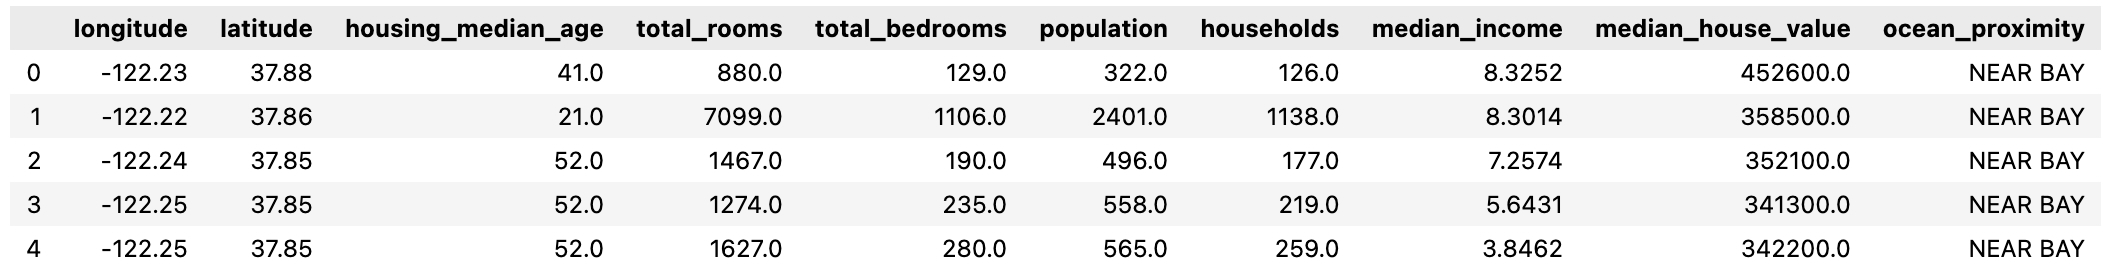 longitude latitude housing_median_age total_rooms total_bedrooms population households median_income median_house_value ocean_proximity
0 -122.23 37.88 41.0 880.0 129.0 322.0 126.0 8.3252 452600.0 NEAR BAY
1 -122.22 37.86 21.0 7099.0 1106.0 2401.0 1138.0 8.3014 358500.0 NEAR BAY
2 -122.24 37.85 52.0 1467.0 190.0 496.0 177.0 7.2574 352100.0 NEAR BAY
3 -122.25 37.85 52.0 1274.0 235.0 558.0 219.0 5.6431 341300.0 NEAR BAY
4 -122.25 37.85 52.0 1627.0 280.0 565.0 259.0 3.8462 342200.0 NEAR BAY